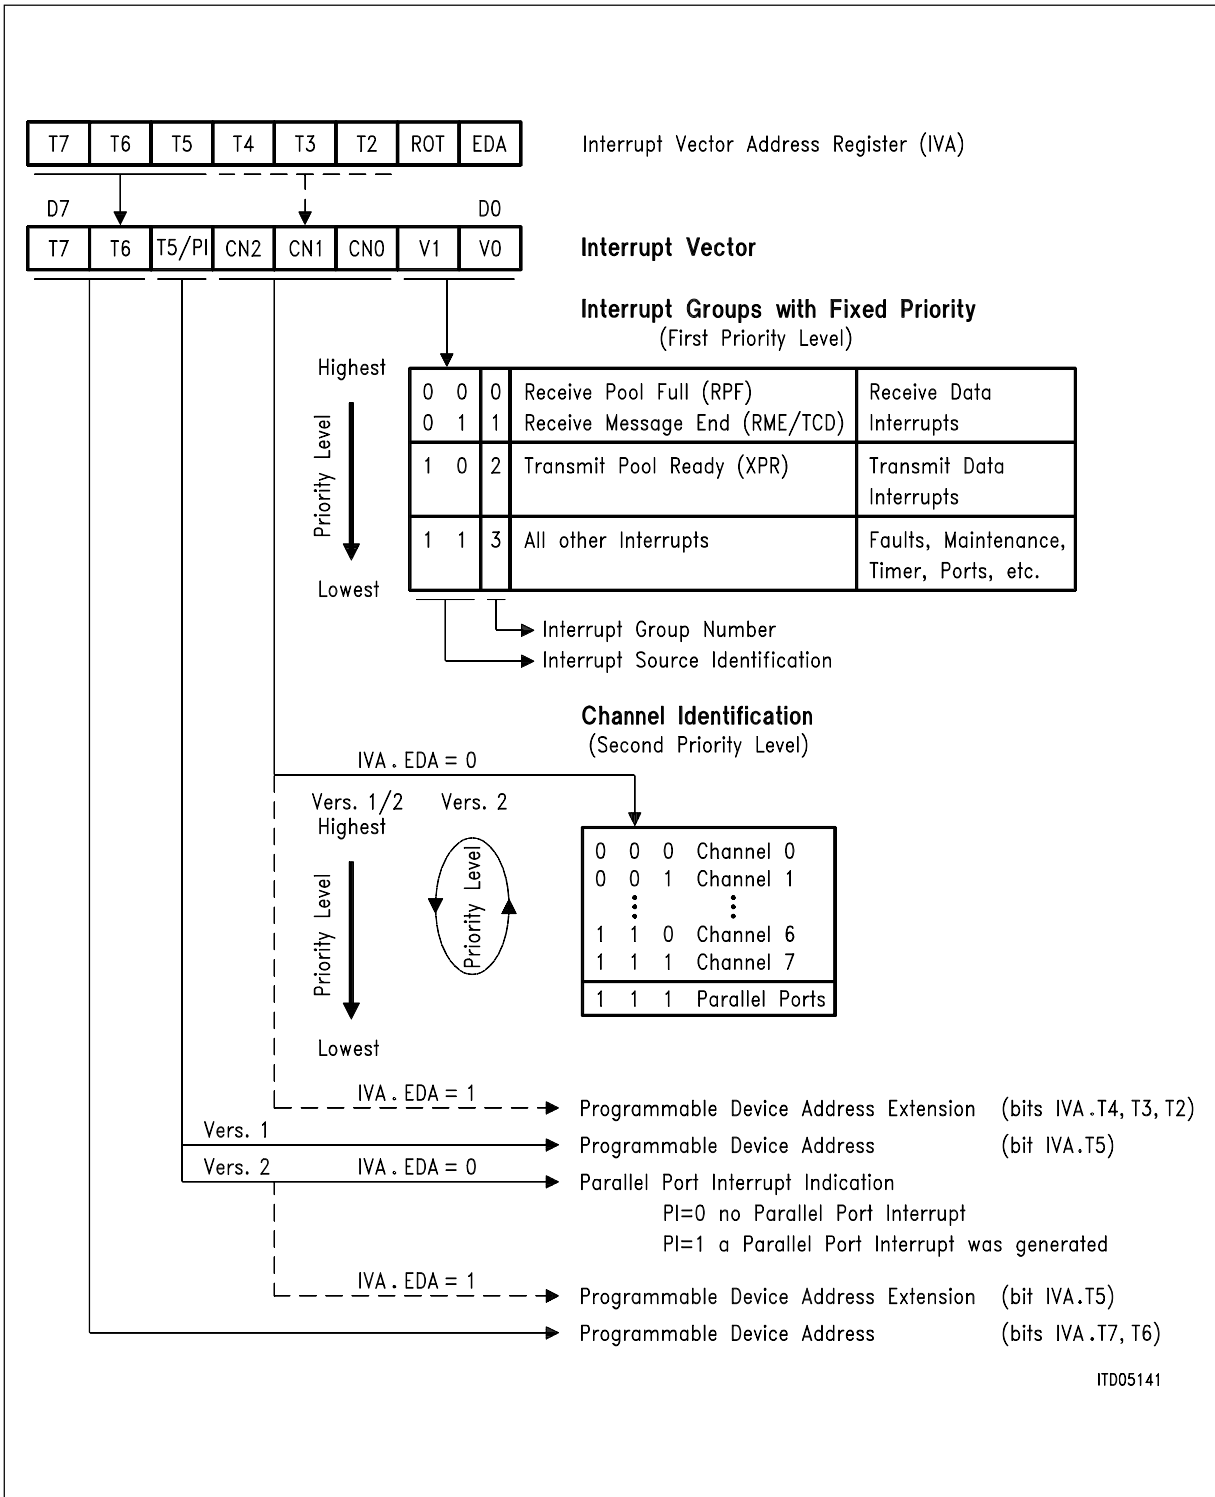 T7 T6 T5 T4 T3 T2 ROT EDA Interrupt Vector Address Register (IVA)
D7 D0
T7 T6 T5/PI CN2 CN1 CN0 V1 V0 Interrupt Vector
Interrupt Groups with Fixed Priority
(First Priority Level)
Highest
Priority Level
Lowest
0 0 0 Receive Pool Full (RPF) Receive Data
0 1 1 Receive Message End (RME/TCD) Interrupts
1 0 2 Transmit Pool Ready (XPR) Transmit Data
Interrupts
1 1 3 All other Interrupts Faults, Maintenance,
Timer, Ports, etc.
Interrupt Group Number
Interrupt Source Identification
Channel Identification
(Second Priority Level)
IVA.EDA = 0
Vers. 1/2 Vers. 2
Highest
Priority Level
Priority Level
Lowest
0 0 0 Channel 0
0 0 1 Channel 1
1 1 0 Channel 6
1 1 1 Channel 7
1 1 1 Parallel Ports
IVA.EDA = 1
Programmable Device Address Extension (bits IVA.T4, T3, T2)
Vers. 1
Programmable Device Address (bit IVA.T5)
Vers. 2 IVA.EDA = 0
Parallel Port Interrupt Indication
PI=0 no Parallel Port Interrupt
PI=1 a Parallel Port Interrupt was generated
IVA.EDA = 1
Programmable Device Address Extension (bit IVA.T5)
Programmable Device Address (bits IVA.T7, T6)
ITD05141